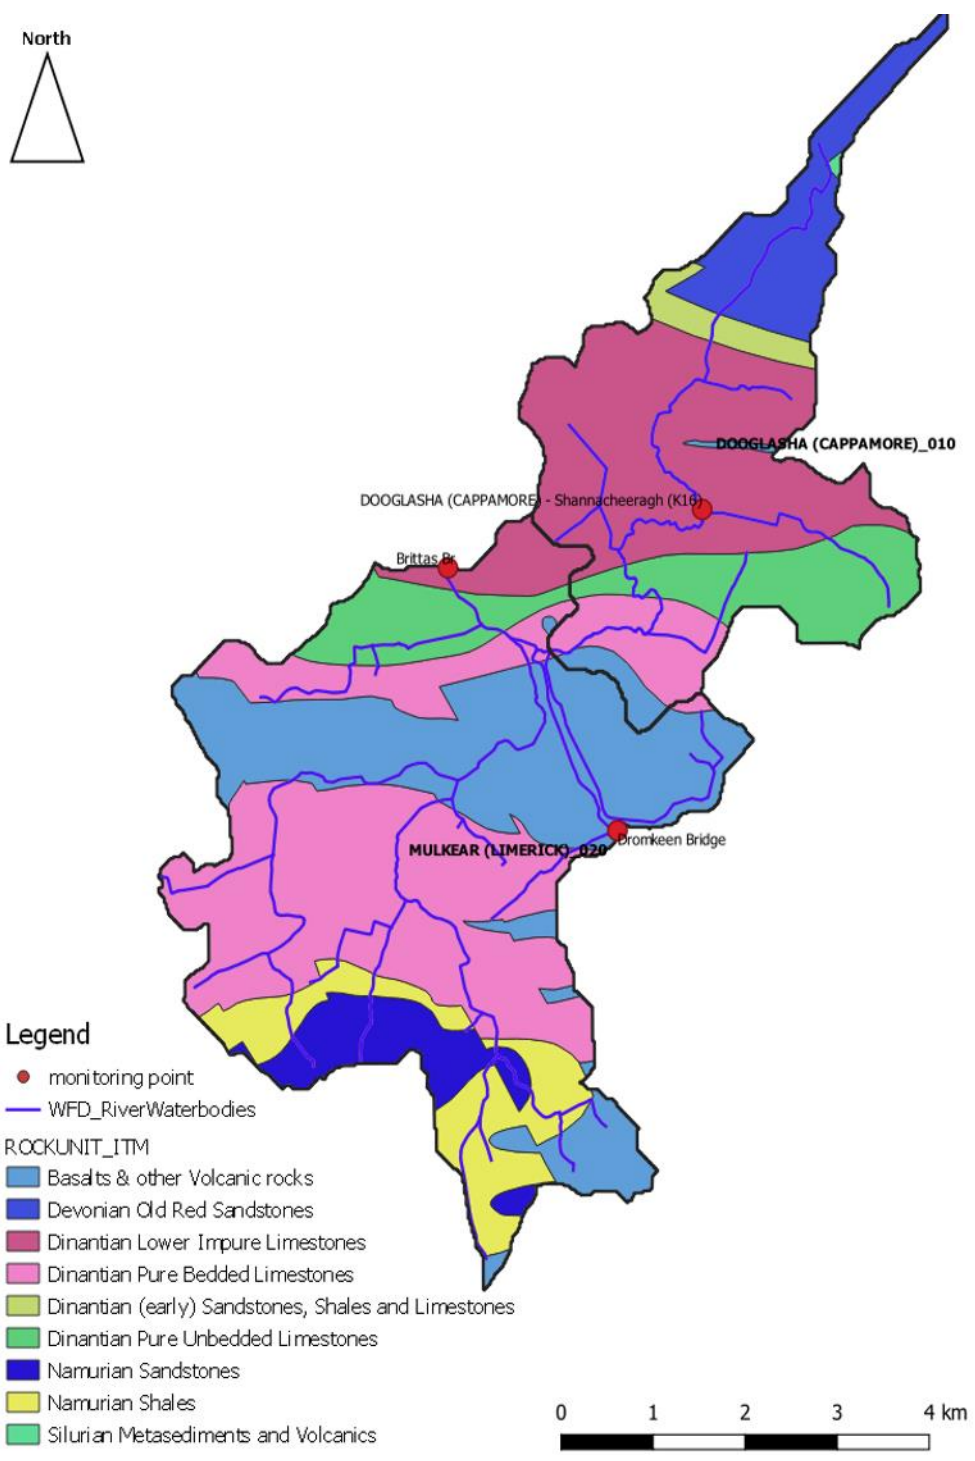 North
DOOGLASHA (CAPPAMORE)_010
DOOGLASHA (CAPPAMORE) - Shannacheeragh (K16)
Brittas Br
Dromkeen Bridge
MULKEAR (LIMERICK)_020
Legend
monitoring point
WFD_RiverWaterbodies
ROCKUNIT_ITM
Basalts & other Volcanic rocks
Devonian Old Red Sandstones
Dinantian Lower Impure Limestones
Dinantian Pure Bedded Limestones
Dinantian (early) Sandstones, Shales and Limestones
Dinantian Pure Unbedded Limestones
Namurian Sandstones
Namurian Shales
Silurian Metasediments and Volcanics
0 1 2 3 4 km